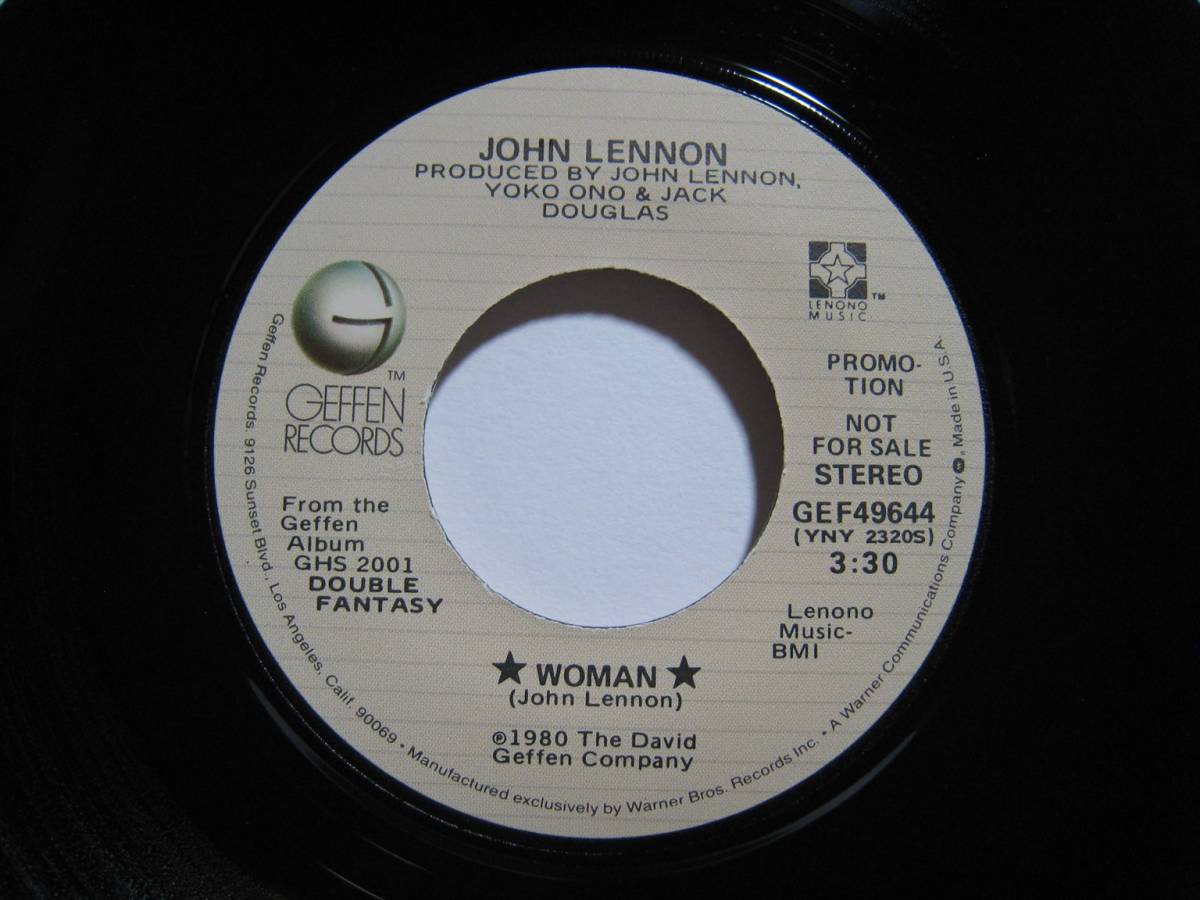 JOHN LENNON
PRODUCED BY JOHN LENNON,
YOKO ONO & JACK
DOUGLAS
LENONO
MUSIC
TM
TM
GEFFEN
RECORDS
PROMO-
TION
NOT
FOR SALE
STEREO
GEF49644
(YNY 2320S)
3:30
From the
Geffen
Album
GHS 2001
DOUBLE
FANTASY
Lenono
Music-
BMI
★ WOMAN ★
(John Lennon)
℗1980 The David
Geffen Company
Geffen Records, 9126 Sunset Blvd., Los Angeles, Calif. 90069 • Manufactured exclusively by Warner Bros. Records Inc. • A Warner Communications Company. Made in U.S.A.